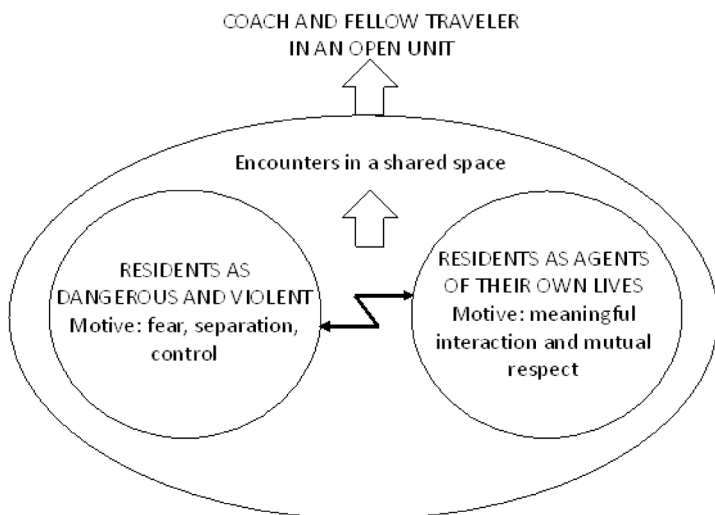 COACH AND FELLOW TRAVELER
IN AN OPEN UNIT
Encounters in a shared space
RESIDENTS AS
DANGEROUS AND VIOLENT
Motive: fear, separation,
control
RESIDENTS AS AGENTS
OF THEIR OWN LIVES
Motive: meaningful
interaction and mutual
respect